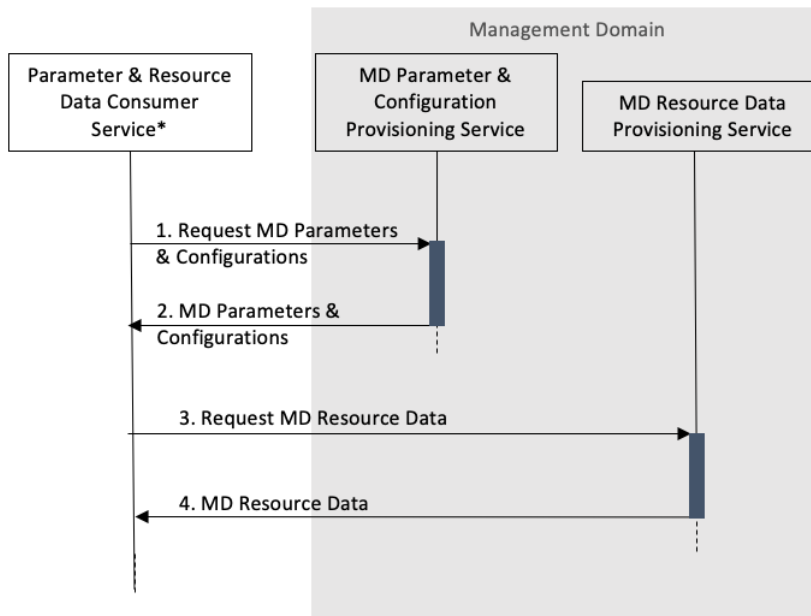 Management Domain
Parameter & Resource
Data Consumer
Service*
MD Parameter &
Configuration
Provisioning Service
MD Resource Data
Provisioning Service
1. Request MD Parameters
& Configurations
2. MD Parameters &
Configurations
3. Request MD Resource Data
4. MD Resource Data